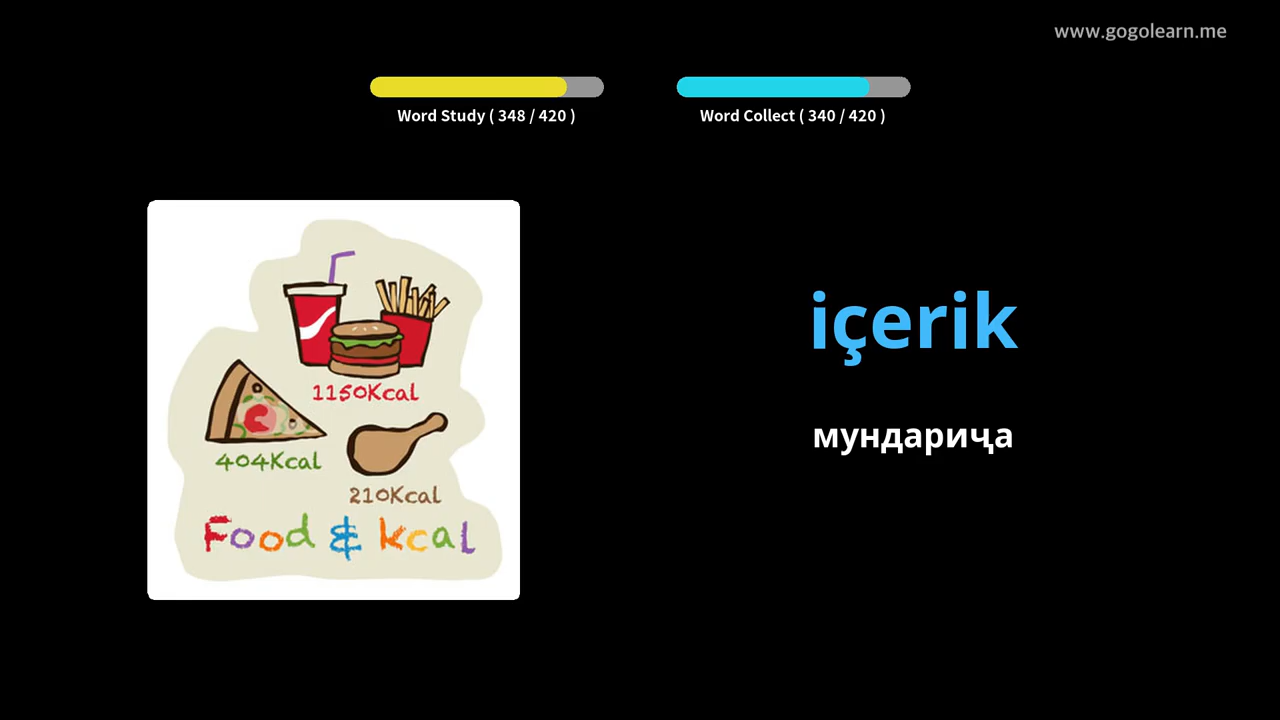 www.gogolearn.me
Word Study ( 348 / 420 )
Word Collect ( 340 / 420 )
1150Kcal
404Kcal
210Kcal
Food & kcal
içerik
мундариҷа